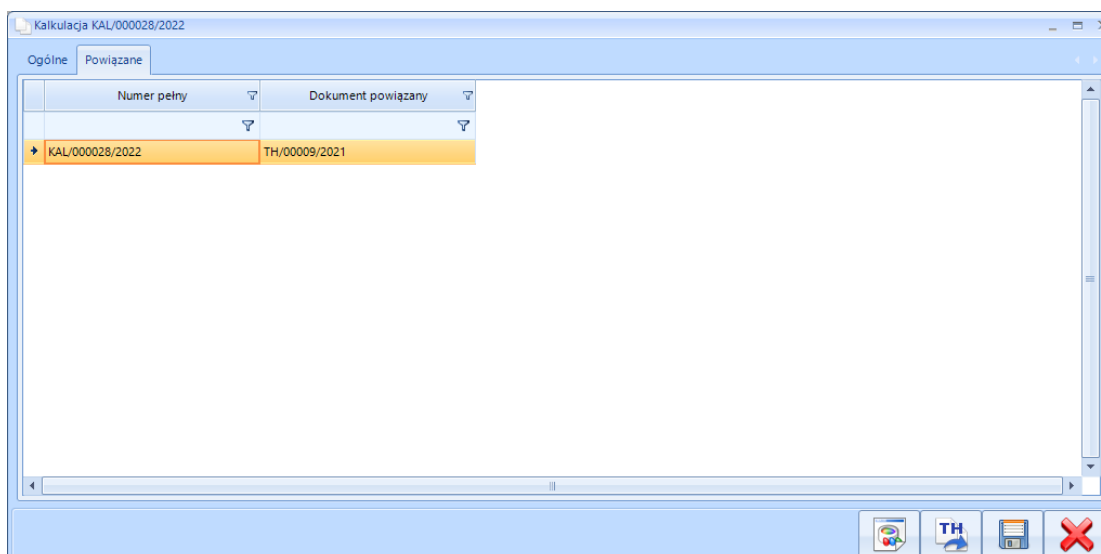 Kalkulacja KAL/000028/2022
Ogólne Powiązane
Numer pełny Dokument powiązany
KAL/000028/2022 TH/00009/2021
TH